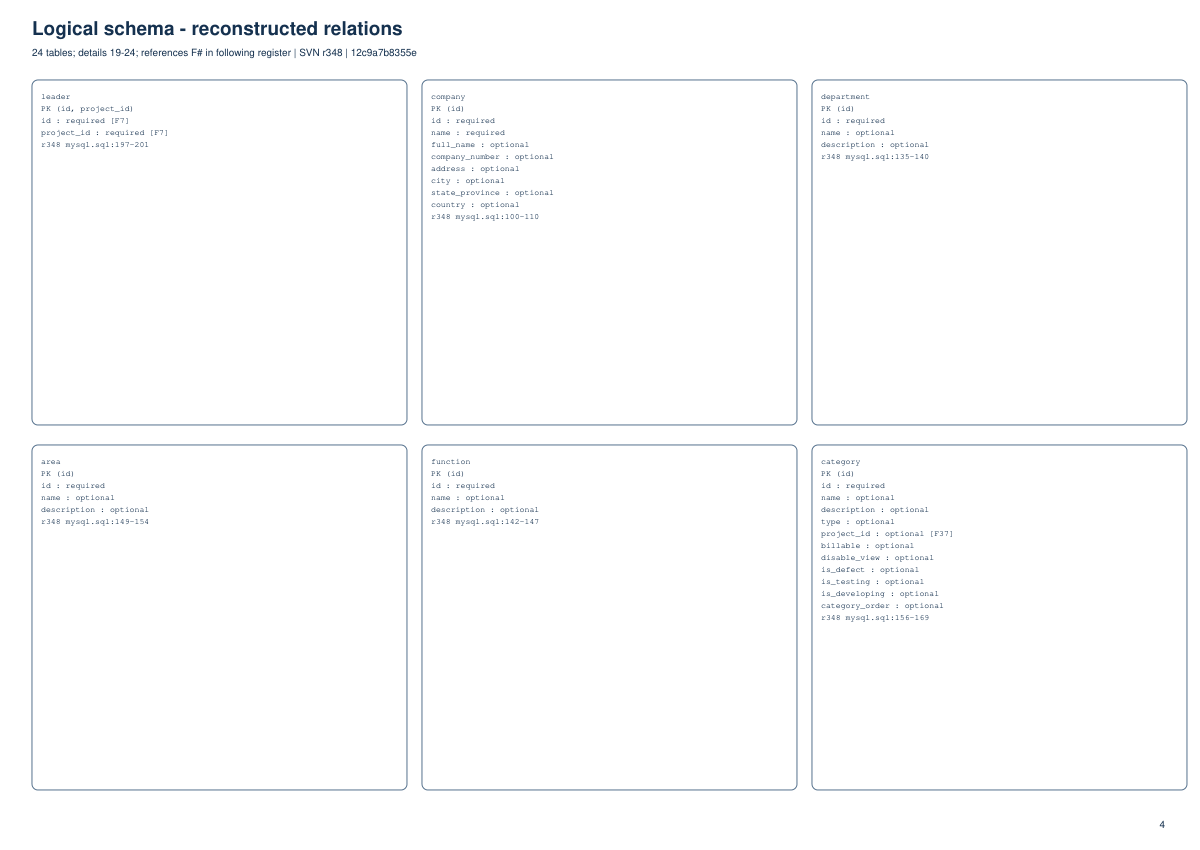 Logical schema - reconstructed relations
24 tables; details 19-24; references F# in following register | SVN r348 | 12c9a7b8355e
leader
PK (id, project_id)
id : required [F7]
project_id : required [F7]
r348 mysql.sql:197-201
company
PK (id)
id : required
name : required
full_name : optional
company_number : optional
address : optional
city : optional
state_province : optional
country : optional
r348 mysql.sql:100-110
department
PK (id)
id : required
name : optional
description : optional
r348 mysql.sql:135-140
area
PK (id)
id : required
name : optional
description : optional
r348 mysql.sql:149-154
function
PK (id)
id : required
name : optional
description : optional
r348 mysql.sql:142-147
category
PK (id)
id : required
name : optional
description : optional
type : optional
project_id : optional [F37]
billable : optional
disable_view : optional
is_defect : optional
is_testing : optional
is_developing : optional
category_order : optional
r348 mysql.sql:156-169
4